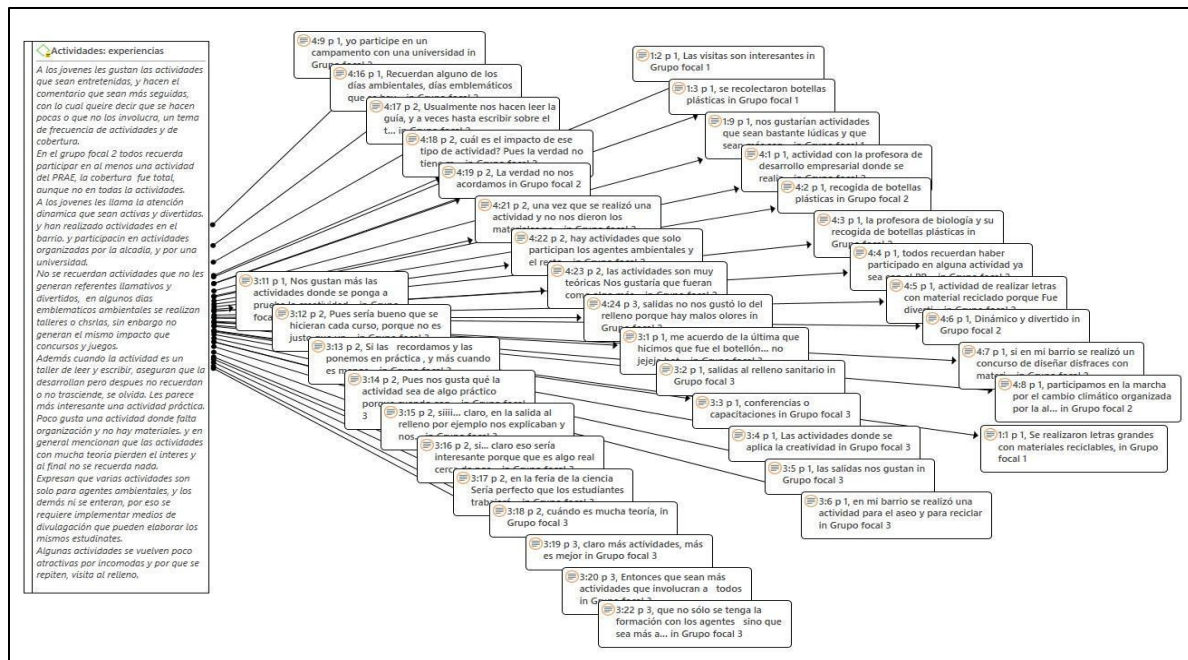 Actividades: experiencias
A los jovenes les gustan las actividades
que sean entretenidas, y hacen el
comentario que sean más seguidas,
con lo cual queire decir que se hacen
pocas o que no los involucro, un tema
de frecuencia de actividades y de
cobertura.
En el grupo focal 2 todos recuerda
participar en al menos una actividad
del PRAE, la cobertura fue total,
aunque no en todas la actividades.
A los jovenes les llama la atención
dinamica que sean activas y divertidas.
y han realizado actividades en el
barrio. y participacin en actividades
organizadas por la alcadía, y por una
universidad.
No se recuerdan actividades que no les
generan referentes llamativos y
divertidos, en algunos dias
emblematicos ambientales se realizan
talleres o chsrlas, sin enbargo no
generan el mismo impacto que
concursos y juegos.
Además cuando la actividad es un
taller de leer y escribir, aseguran que la
desarrollan pero despues no recuerdan
o no trasciende, se olvida. Les parece
más interesante una actividad práctica.
Poco gusta una actividad donde falta
organización y no hay materiales. y en
general mencionan que las actividades
con mucha teoria pierden el interes y
al final no se recuerda nada.
Expresan que varias actividades son
solo para agentes ambientales, y los
demás ni se enteran, por eso se
requiere implementar medios de
divulagación que pueden elaborar los
mismos estudinates.
Algunas actividades se vuelven poco
atractivas por incomodas y por que se
repiten, visita al relleno.
4:9 p 1, yo participe en un
campamento con una universidad in
4:16 p 1, Recuerdan alguno de los
días ambientales, días emblemáticos
4:17 p 2, Usualmente nos hacen leer la
guía, y a veces hasta escribir sobre el
4:18 p 2, cuál es el impacto de ese
tipo de actividad? Pues la verdad no
4:19 p 2, La verdad no nos
acordamos in Grupo focal 2
4:21 p 2, una vez que se realizó una
actividad y no nos dieron los
4:22 p 2, hay actividades que solo
participan los agentes ambientales y
4:23 p 2, las actividades son muy
teóricas Nos gustaría que fueran
4:24 p 3, salidas no nos gustó lo del
relleno porque hay malos olores in
3:1 p 1, me acuerdo de la última que
hicimos que fue el botellón... no
3:2 p 1, salidas al relleno sanitario in
Grupo focal 3
3:3 p 1, conferencias o
capacitaciones in Grupo focal 3
3:4 p 1, Las actividades donde se
aplica la creatividad in Grupo focal 3
3:5 p 1, las salidas nos gustan in
Grupo focal 3
3:6 p 1, en mi barrio se realizó una
actividad para el aseo y para reciclar
in Grupo focal 3
1:2 p 1, Las visitas son interesantes in
Grupo focal 1
1:3 p 1, se recolectaron botellas
plásticas in Grupo focal 1
1:9 p 1, nos gustarían actividades
que sean bastante lúdicas y que
4:1 p 1, actividad con la profesora de
desarrollo empresarial donde se
4:2 p 1, recogida de botellas
plásticas in Grupo focal 2
4:3 p 1, la profesora de biología y su
recogida de botellas plásticas in
4:4 p 1, todos recuerdan haber
participado en alguna actividad ya
4:5 p 1, actividad de realizar letras
con material reciclado porque Fue
4:6 p 1, Dinámico y divertido in
Grupo focal 2
4:7 p 1, si en mi barrio se realizó un
concurso de diseñar disfraces con
4:8 p 1, participamos en la marcha
por el cambio climático organizada
por la al... in Grupo focal 2
1:1 p 1, Se realizaron letras grandes
con materiales reciclables, in Grupo
focal 1
3:11 p 1, Nos gustan más las
actividades donde se ponga a
3:12 p 2, Pues sería bueno que se
hicieran cada curso, porque no es
3:13 p 2, Si las recordamos y las
ponemos en práctica , y más cuando
3:14 p 2, Pues nos gusta qué la
actividad sea de algo práctico
3
3:15 p 2, siiii... claro, en la salida al
relleno por ejemplo nos explicaban y
3:16 p 2, si... claro eso sería
interesante porque que es algo real
3:17 p 2, en la feria de la ciencia
Sería perfecto que los estudiantes
3:18 p 2, cuándo es mucha teoría, in
Grupo focal 3
3:19 p 3, claro más actividades, más
es mejor in Grupo focal 3
3:20 p 3, Entonces que sean más
actividades que involucran a todos
in Grupo focal 3
3:22 p 3, que no sólo se tenga la
formación con los agentes sino que
sea más a... in Grupo focal 3